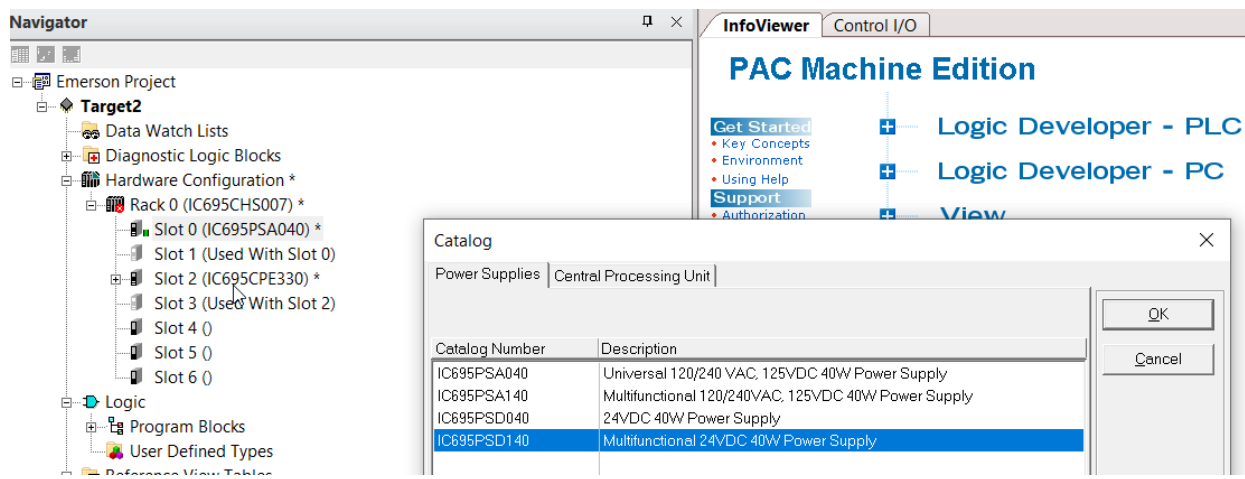 Navigator
InfoViewer
Control I/O
Emerson Project
Target2
Data Watch Lists
Diagnostic Logic Blocks
Hardware Configuration *
Rack 0 (IC695CHS007) *
Slot 0 (IC695PSA040) *
Slot 1 (Used With Slot 0)
Slot 2 (IC695CPE330) *
Slot 3 (Used With Slot 2)
Slot 4 ()
Slot 5 ()
Slot 6 ()
Logic
Program Blocks
User Defined Types
Reference View Tables
PAC Machine Edition
Get Started
Key Concepts
Environment
Using Help
Support
Authorization
Logic Developer - PLC
Logic Developer - PC
View
Catalog
Power Supplies
Central Processing Unit
Catalog Number Description
IC695PSA040 Universal 120/240 VAC, 125VDC 40W Power Supply
IC695PSA140 Multifunctional 120/240VAC, 125VDC 40W Power Supply
IC695PSD040 24VDC 40W Power Supply
IC695PSD140 Multifunctional 24VDC 40W Power Supply
OK
Cancel